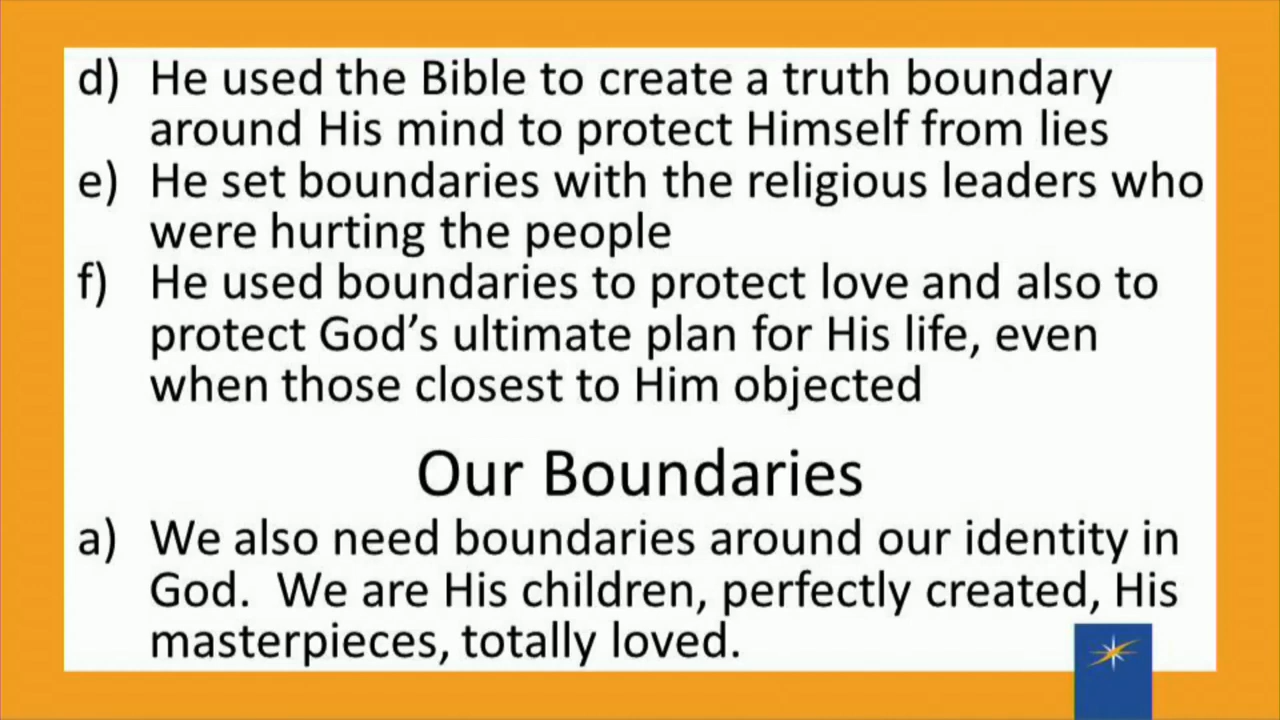 d) He used the Bible to create a truth boundary
around His mind to protect Himself from lies
e) He set boundaries with the religious leaders who
were hurting the people
f) He used boundaries to protect love and also to
protect God’s ultimate plan for His life, even
when those closest to Him objected
Our Boundaries
a) We also need boundaries around our identity in
God.  We are His children, perfectly created, His
masterpieces, totally loved.